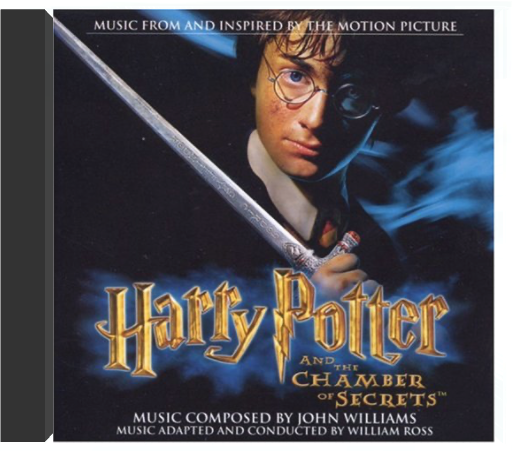 MUSIC FROM AND INSPIRED BY THE MOTION PICTURE
Harry Potter
AND THE
CHAMBER
OF SECRETS™
MUSIC COMPOSED BY JOHN WILLIAMS
MUSIC ADAPTED AND CONDUCTED BY WILLIAM ROSS